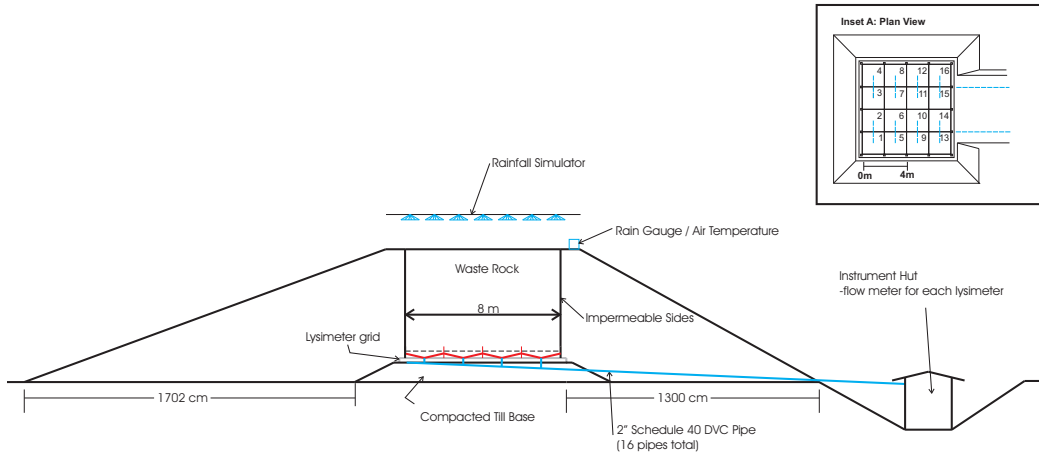 Inset A: Plan View
4 8 12 16
3 7 11 15
2 6 10 14
1 5 9 13
0m 4m
Rainfall Simulator
Rain Gauge / Air Temperature
Waste Rock
Instrument Hut
-flow meter for each lysimeter
8 m
Impermeable Sides
Lysimeter grid
1702 cm
1300 cm
Compacted Till Base
2" Schedule 40 DVC Pipe
(16 pipes total)